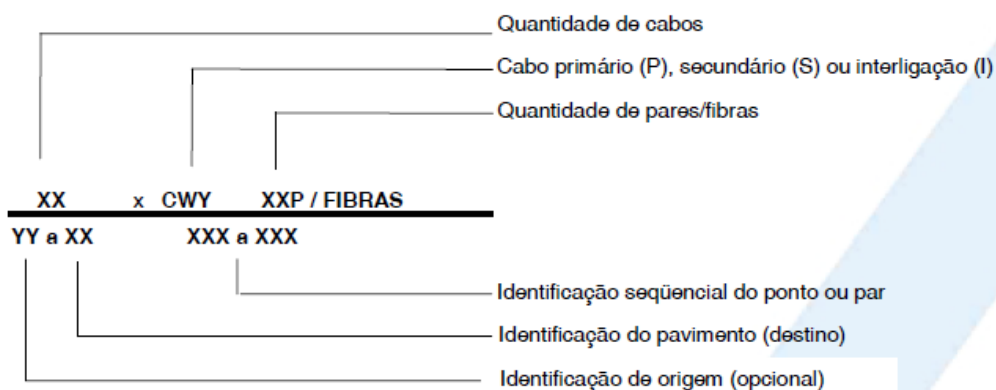 Quantidade de cabos
Cabo primário (P), secundário (S) ou interligação (I)
Quantidade de pares/fibras
XX x CWY XXP / FIBRAS
YY a XX XXX a XXX
Identificação seqüencial do ponto ou par
Identificação do pavimento (destino)
Identificação de origem (opcional)